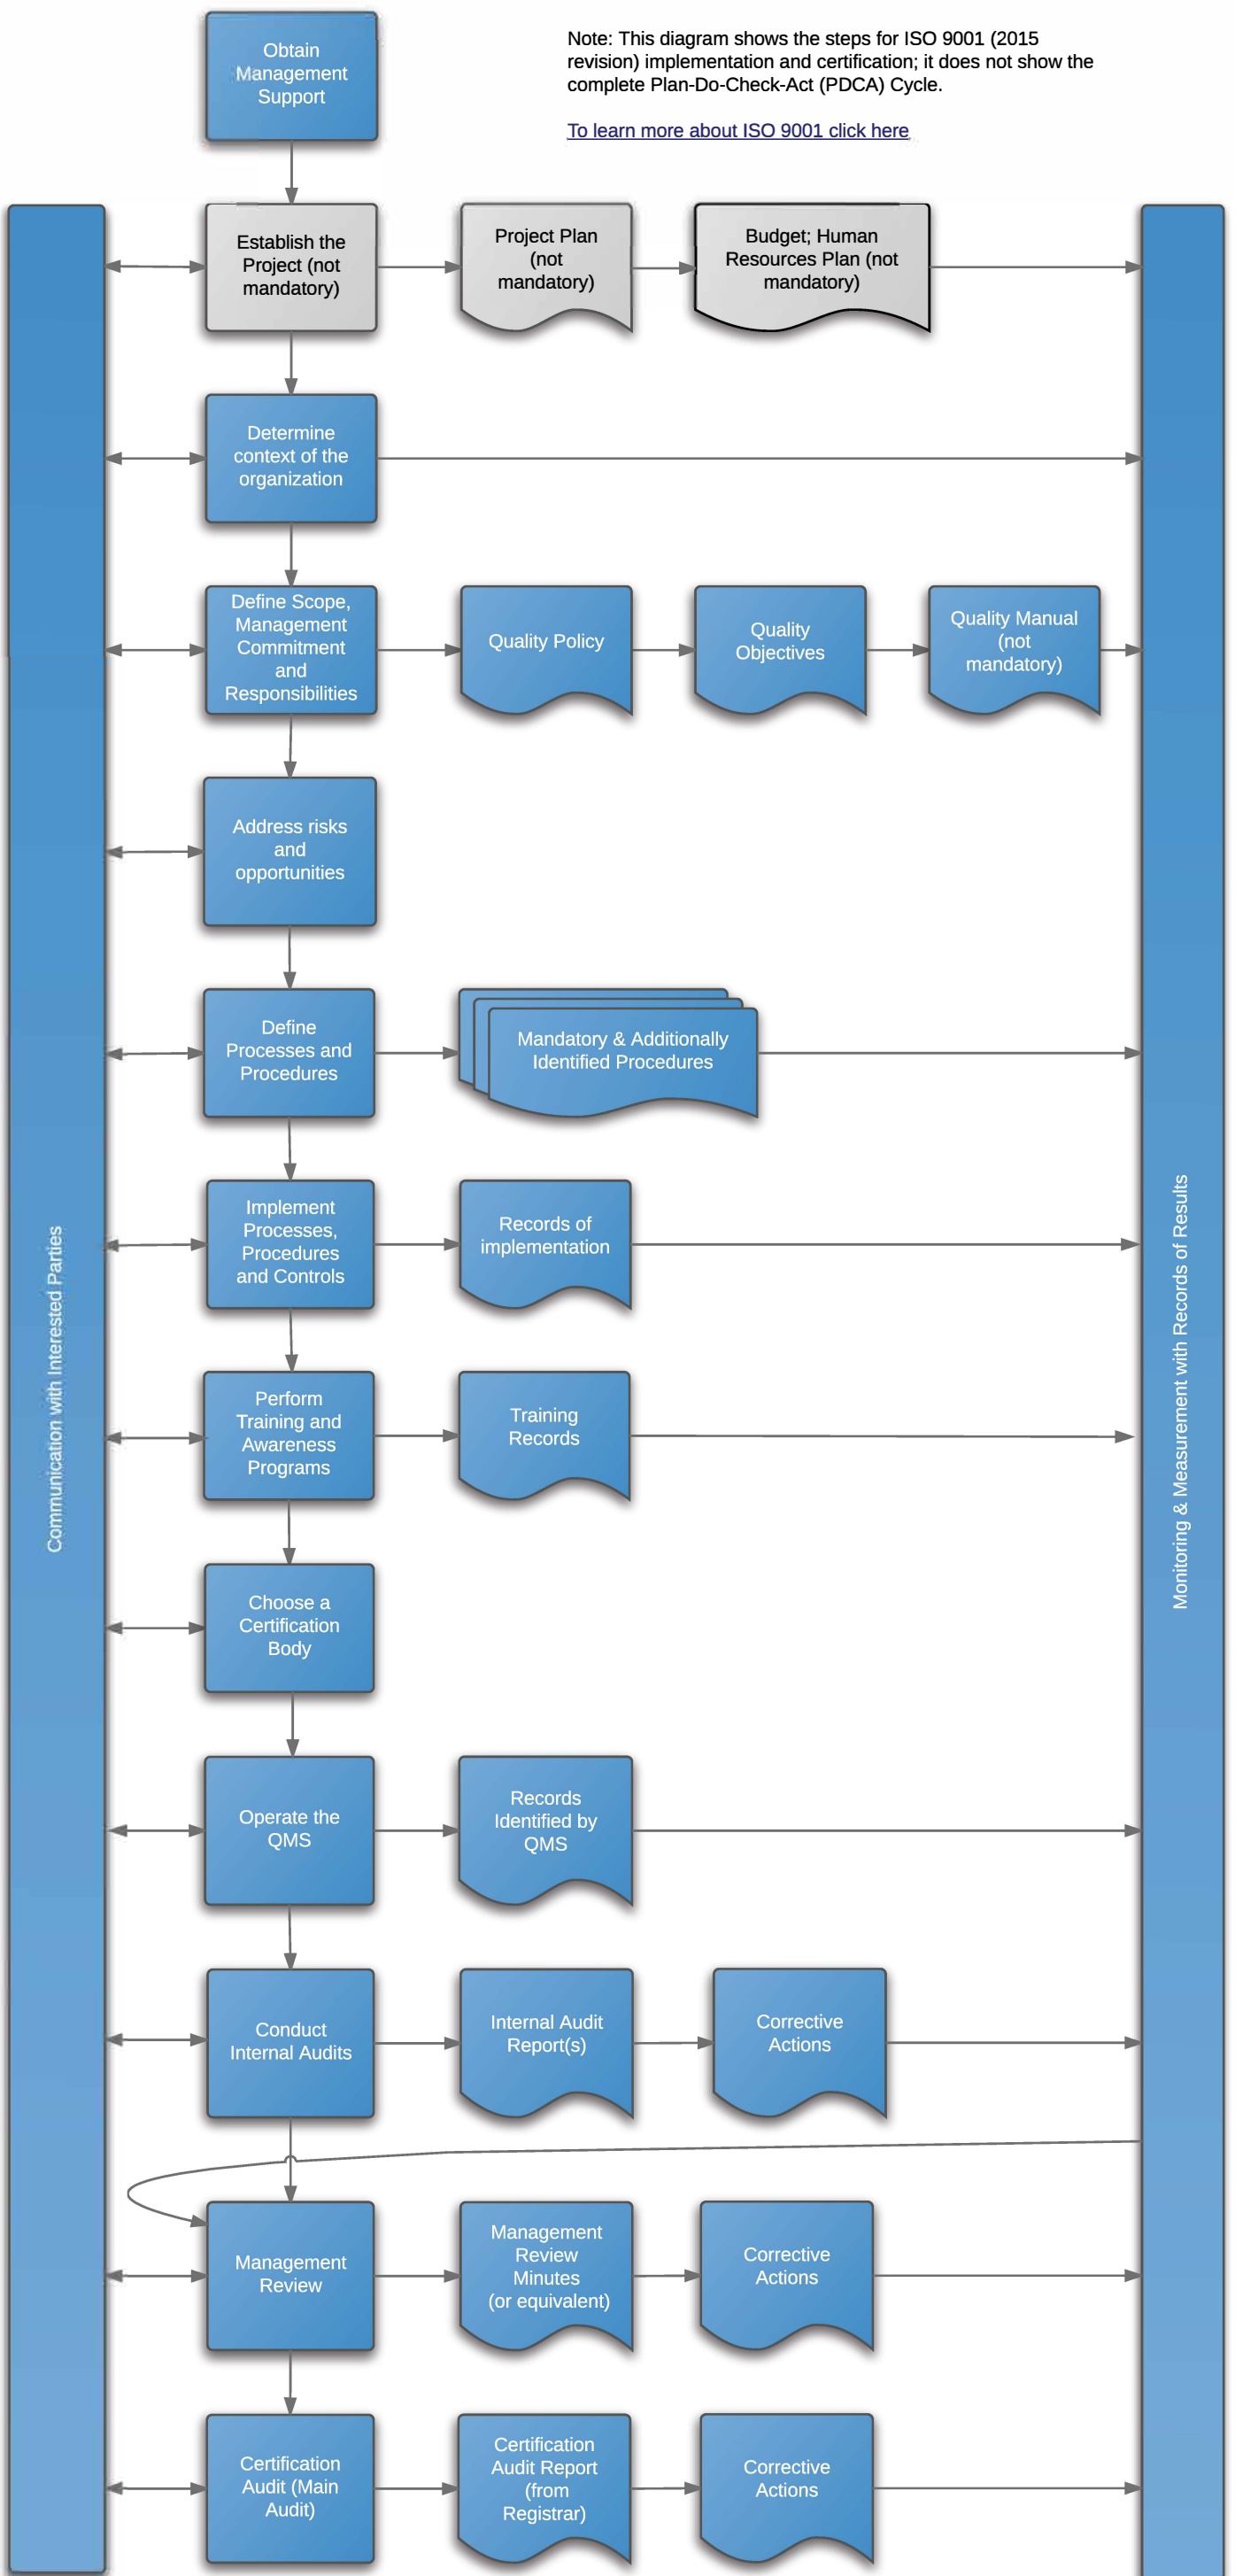 Obtain
Management
Support
Note: This diagram shows the steps for ISO 9001 (2015
revision) implementation and certification; it does not show the
complete Plan-Do-Check-Act (PDCA) Cycle.
To learn more about ISO 9001 click here
Establish the
Project (not
mandatory)
Project Plan
(not
mandatory)
Budget; Human
Resources Plan (not
mandatory)
Determine
context of the
organization
Define Scope,
Management
Commitment
and
Responsibilities
Quality Policy
Quality
Objectives
Quality Manual
(not
mandatory)
Address risks
and
opportunities
Define
Processes and
Procedures
Mandatory & Additionally
Identified Procedures
Implement
Processes,
Procedures
and Controls
Records of
implementation
Perform
Training and
Awareness
Programs
Training
Records
Choose a
Certification
Body
Operate the
QMS
Records
Identified by
QMS
Conduct
Internal Audits
Internal Audit
Report(s)
Corrective
Actions
Management
Review
Management
Review
Minutes
(or equivalent)
Corrective
Actions
Certification
Audit (Main
Audit)
Certification
Audit Report
(from
Registrar)
Corrective
Actions
Communication with Interested Parties
Monitoring & Measurement with Records of Results